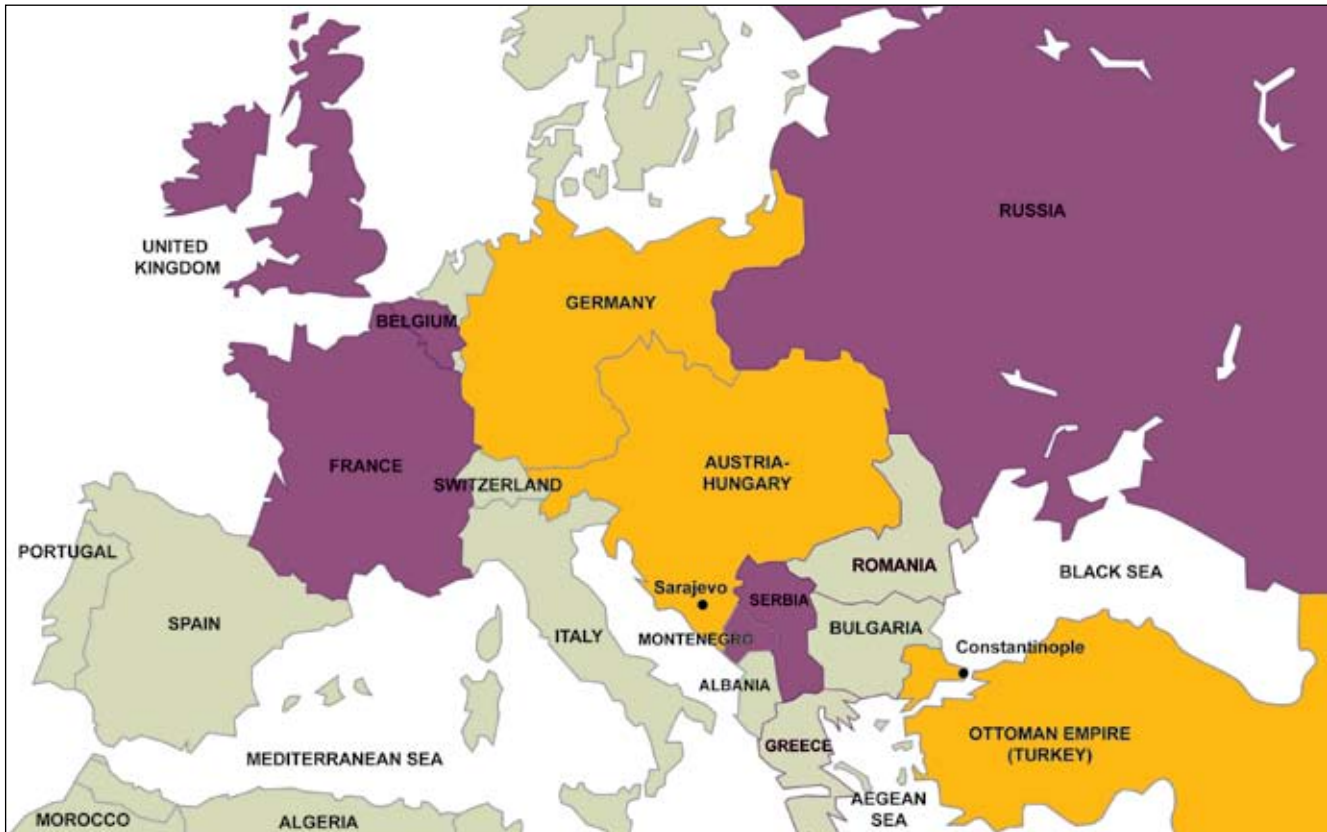 RUSSIA
UNITED
KINGDOM
GERMANY
BELGIUM
FRANCE
AUSTRIA-
HUNGARY
SWITZERLAND
PORTUGAL
SPAIN
ITALY
Sarajevo
SERBIA
MONTENEGRO
ROMANIA
BLACK SEA
BULGARIA
Constantinople
ALBANIA
GREECE
OTTOMAN EMPIRE
(TURKEY)
MEDITERRANEAN SEA
AEGEAN
SEA
MOROCCO
ALGERIA